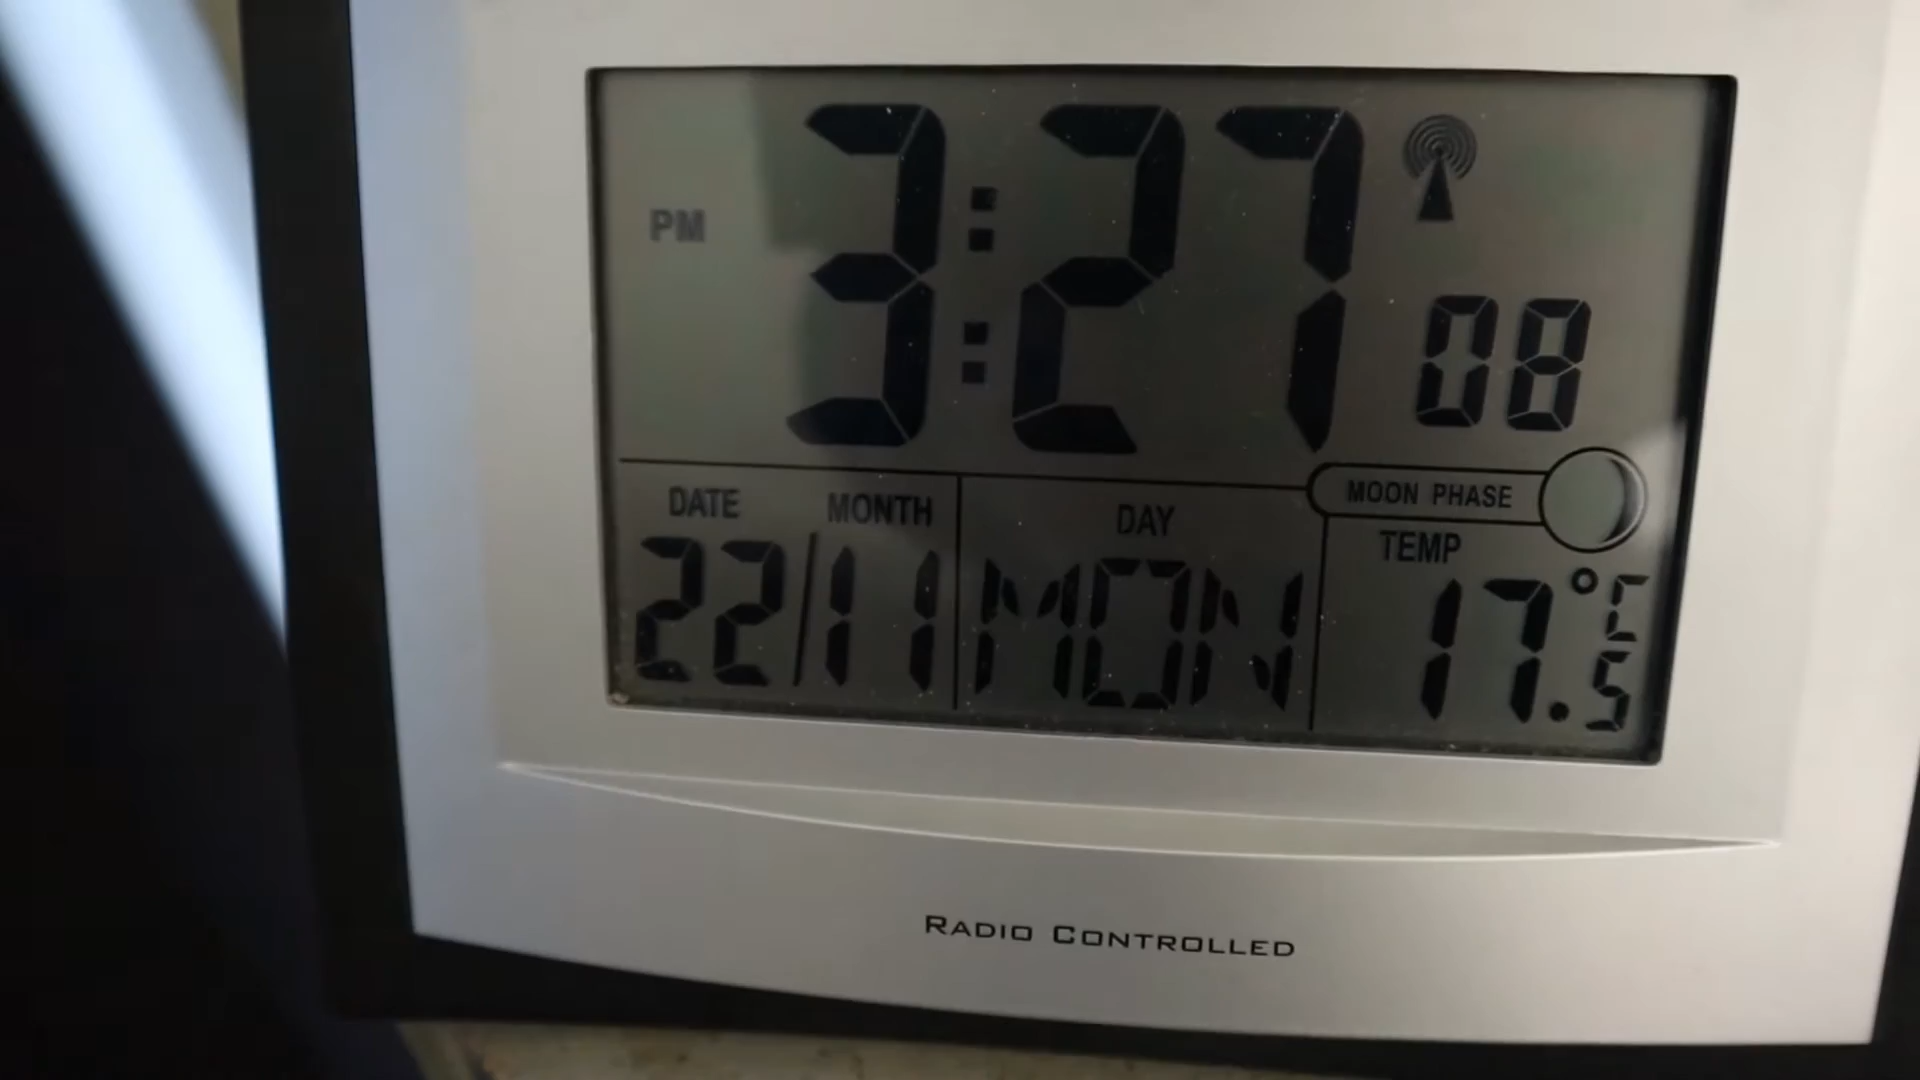 PM 3:27 08
MOON PHASE
DATE MONTH DAY TEMP
22/11 MON 17.5°C
RADIO CONTROLLED